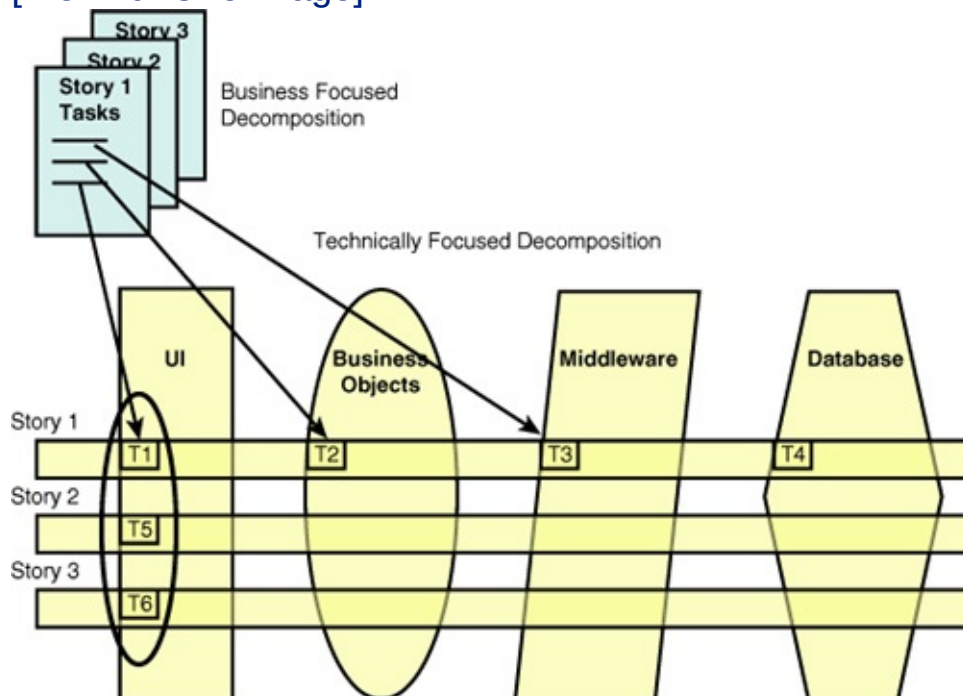 Story 3
Story 2
Story 1
Tasks
Business Focused
Decomposition
Technically Focused Decomposition
UI
Business
Objects
Middleware
Database
Story 1
T1
T2
T3
T4
Story 2
T5
Story 3
T6